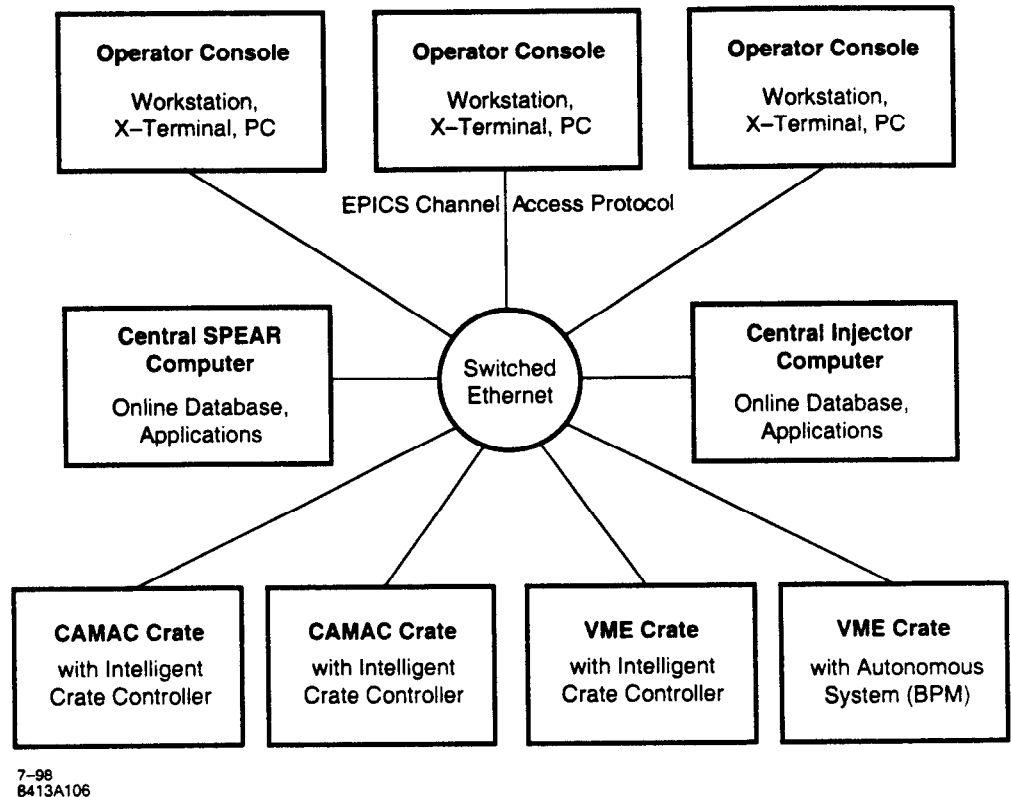 Operator Console
Workstation,
X–Terminal, PC
Operator Console
Workstation,
X–Terminal, PC
Operator Console
Workstation,
X–Terminal, PC
EPICS Channel Access Protocol
Central SPEAR
Computer
Online Database,
Applications
Switched
Ethernet
Central Injector
Computer
Online Database,
Applications
CAMAC Crate
with Intelligent
Crate Controller
CAMAC Crate
with Intelligent
Crate Controller
VME Crate
with Intelligent
Crate Controller
VME Crate
with Autonomous
System (BPM)
7–98
8413A106